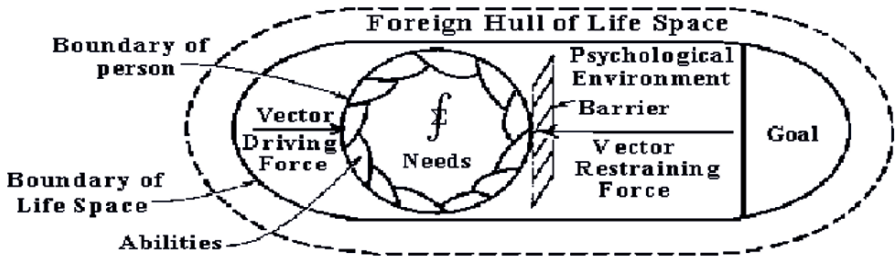 Foreign Hull of Life Space
Boundary of
person
Psychological
Environment
Vector
Driving
Force
Needs
Barrier
Vector
Restraining
Force
Goal
Boundary of
Life Space
Abilities